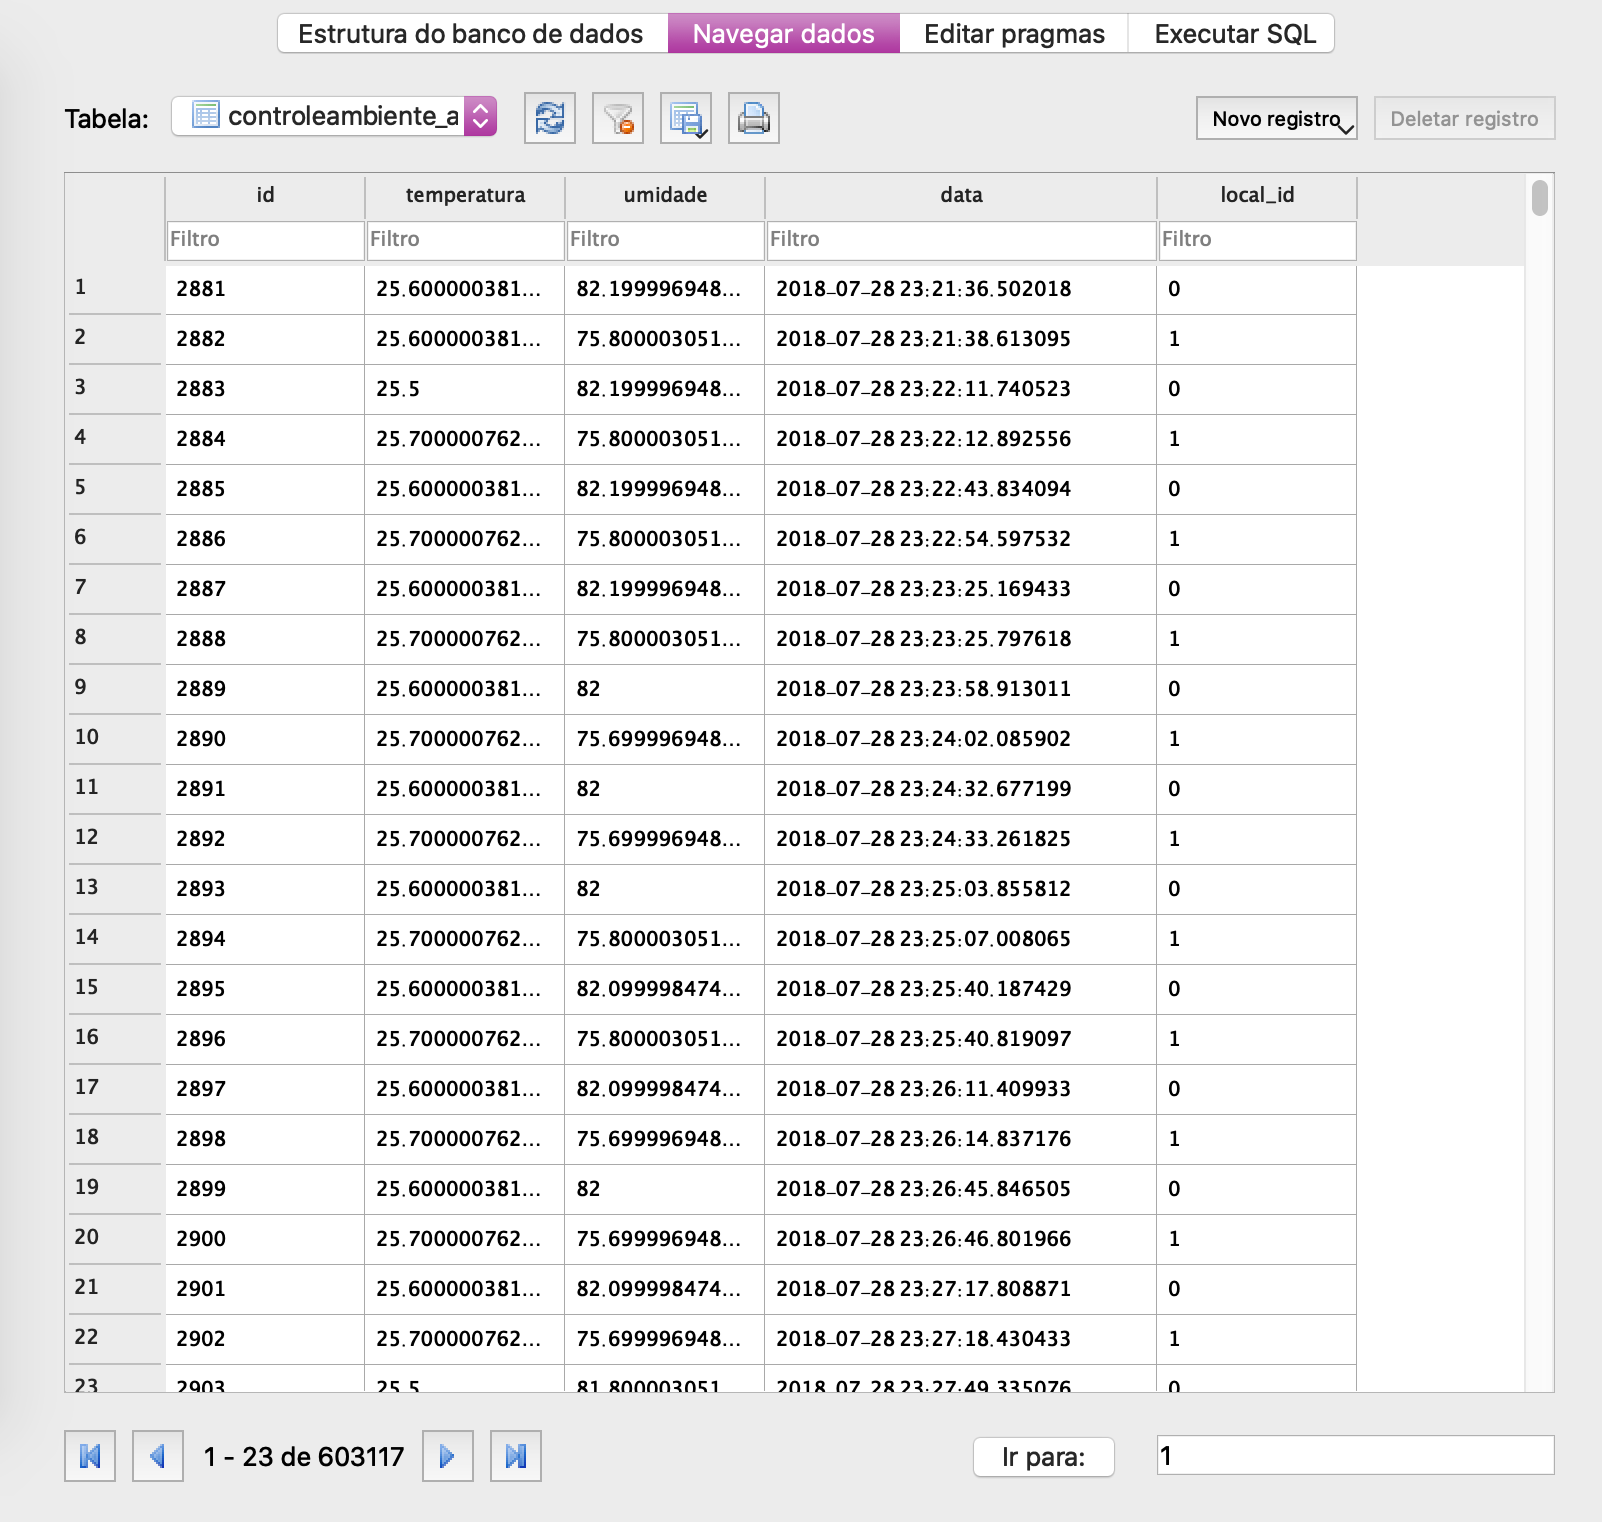 Estrutura do banco de dados Navegar dados Editar pragmas Executar SQL
Tabela: controleambiente_a Novo registro Deletar registro
id temperatura umidade data local_id
Filtro Filtro Filtro Filtro Filtro
1 2881 25.600000381... 82.199996948... 2018-07-28 23:21:36.502018 0
2 2882 25.600000381... 75.800003051... 2018-07-28 23:21:38.613095 1
3 2883 25.5 82.199996948... 2018-07-28 23:22:11.740523 0
4 2884 25.700000762... 75.800003051... 2018-07-28 23:22:12.892556 1
5 2885 25.600000381... 82.199996948... 2018-07-28 23:22:43.834094 0
6 2886 25.700000762... 75.800003051... 2018-07-28 23:22:54.597532 1
7 2887 25.600000381... 82.199996948... 2018-07-28 23:23:25.169433 0
8 2888 25.700000762... 75.800003051... 2018-07-28 23:23:25.797618 1
9 2889 25.600000381... 82 2018-07-28 23:23:58.913011 0
10 2890 25.700000762... 75.699996948... 2018-07-28 23:24:02.085902 1
11 2891 25.600000381... 82 2018-07-28 23:24:32.677199 0
12 2892 25.700000762... 75.699996948... 2018-07-28 23:24:33.261825 1
13 2893 25.600000381... 82 2018-07-28 23:25:03.855812 0
14 2894 25.700000762... 75.800003051... 2018-07-28 23:25:07.008065 1
15 2895 25.600000381... 82.099998474... 2018-07-28 23:25:40.187429 0
16 2896 25.700000762... 75.800003051... 2018-07-28 23:25:40.819097 1
17 2897 25.600000381... 82.099998474... 2018-07-28 23:26:11.409933 0
18 2898 25.700000762... 75.699996948... 2018-07-28 23:26:14.837176 1
19 2899 25.600000381... 82 2018-07-28 23:26:45.846505 0
20 2900 25.700000762... 75.699996948... 2018-07-28 23:26:46.801966 1
21 2901 25.600000381... 82.099998474... 2018-07-28 23:27:17.808871 0
22 2902 25.700000762... 75.699996948... 2018-07-28 23:27:18.430433 1
23 2903 25.5 81.800003051... 2018-07-28 23:27:49.335076 0
1 - 23 de 603117 Ir para: 1